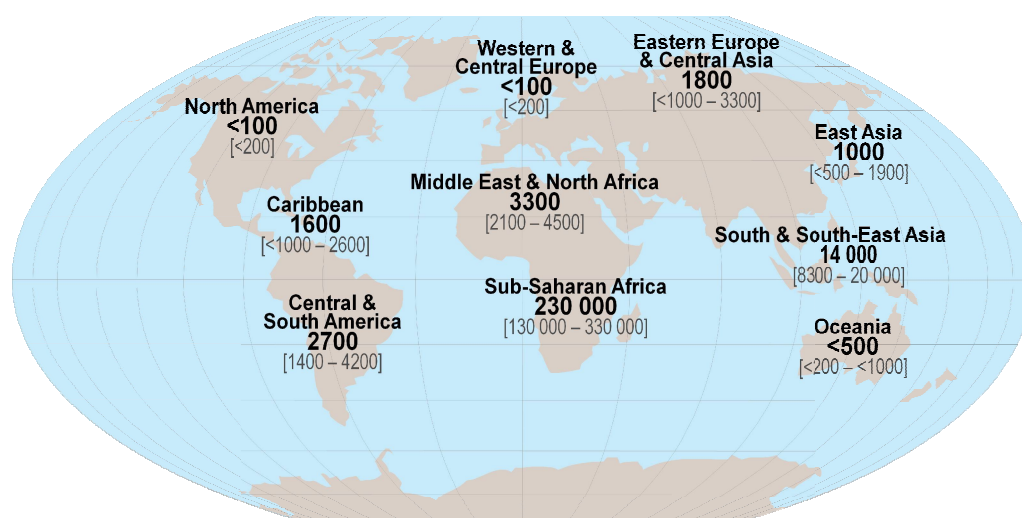 Western &
Central Europe
<100
[<200]
Eastern Europe
& Central Asia
1800
[<1000 – 3300]
North America
<100
[<200]
East Asia
1000
[<500 – 1900]
Middle East & North Africa
3300
[2100 – 4500]
Caribbean
1600
[<1000 – 2600]
South & South-East Asia
14 000
[8300 – 20 000]
Sub-Saharan Africa
230 000
[130 000 – 330 000]
Central &
South America
2700
[1400 – 4200]
Oceania
<500
[<200 – <1000]